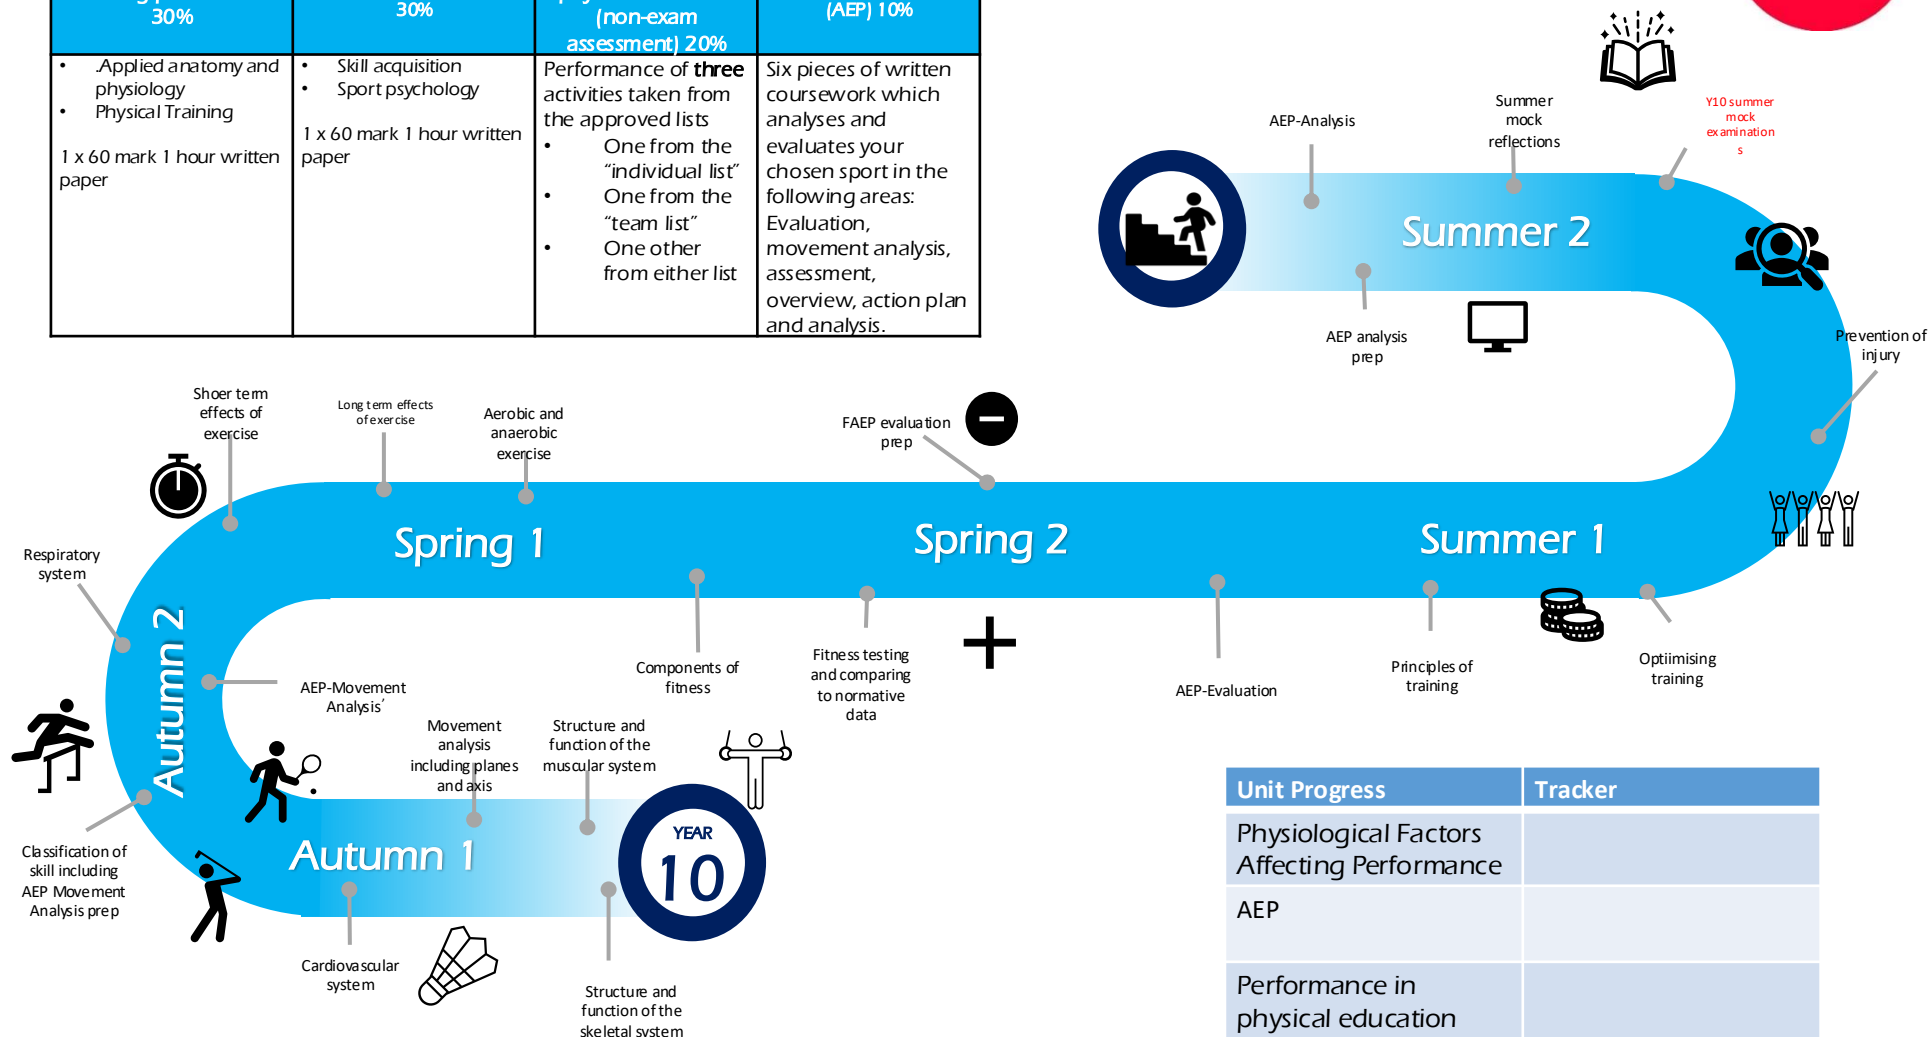 30%
30%
(non-exam
assessment) 20%
(AEP) 10%
• .Applied anatomy and
physiology
• Physical Training
1 x 60 mark 1 hour written
paper
• Skill acquisition
• Sport psychology
1 x 60 mark 1 hour written
paper
Performance of three
activities taken from
the approved lists
• One from the
“individual list”
• One from the
“team list”
• One other
from either list
Six pieces of written
coursework which
analyses and
evaluates your
chosen sport in the
following areas:
Evaluation,
movement analysis,
assessment,
overview, action plan
and analysis.
AEP-Analysis
Summer
mock
reflections
Y10 summer
mock
examination
s
Summer 2
AEP analysis
prep
Prevention of
injury
Shoer term
effects of
exercise
Long term effects
of exercise
Aerobic and
anaerobic
exercise
FAEP evaluation
prep
Spring 1
Spring 2
Summer 1
Respiratory
system
Autumn 2
AEP-Movement
Analysis’
Components of
fitness
Fitness testing
and comparing
to normative
data
AEP-Evaluation
Principles of
training
Optiimising
training
Movement
analysis
including planes
and axis
Structure and
function of the
muscular system
Classification of
skill including
AEP Movement
Analysis prep
Autumn 1
YEAR
10
Cardiovascular
system
Structure and
function of the
skeletal system
Unit Progress
Tracker
Physiological Factors
Affecting Performance
AEP
Performance in
physical education